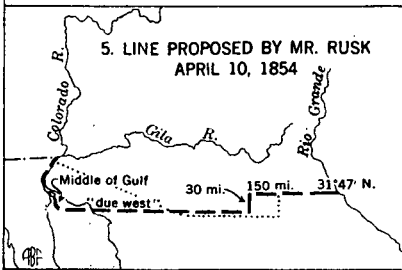 5. LINE PROPOSED BY MR. RUSK
APRIL 10, 1854
Colorado R.
Gila R.
Rio Grande
Middle of Gulf
"due west"
30 mi.
150 mi.
31°47' N.